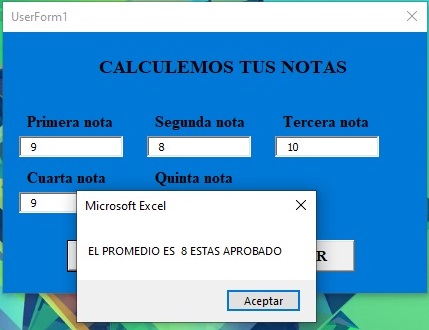 UserForm1
CALCULEMOS TUS NOTAS
Primera nota Segunda nota Tercera nota
9 8 10
Cuarta nota Quinta nota
9
Microsoft Excel
EL PROMEDIO ES 8 ESTAS APROBADO
R
Aceptar